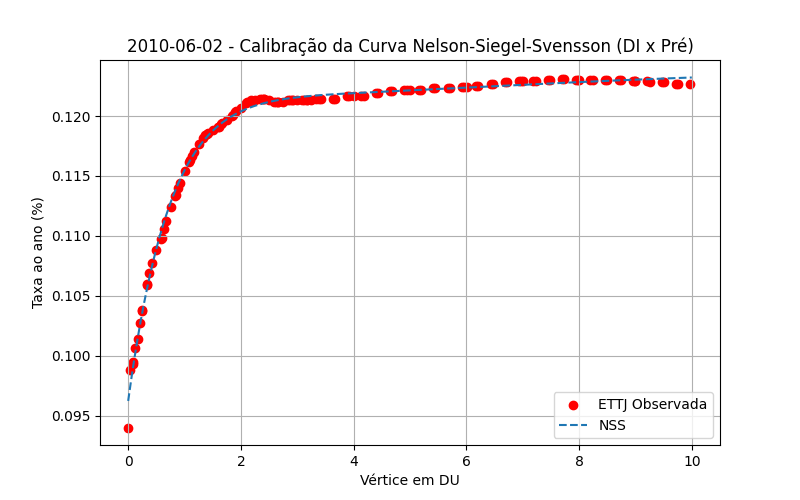 2010-06-02 - Calibração da Curva Nelson-Siegel-Svensson (DI x Pré)
Taxa ao ano (%)
0.120
0.115
0.110
0.105
0.100
0.095
ETTJ Observada
NSS
0 2 4 6 8 10
Vértice em DU